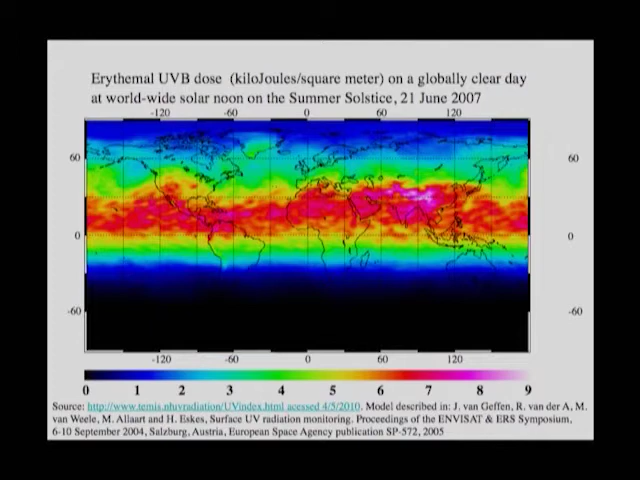 Erythemal UVB dose (kiloJoules/square meter) on a globally clear day
at world-wide solar noon on the Summer Solstice, 21 June 2007
-120 -60 0 60 120
60 60
0 0
-60 -60
-120 -60 0 60 120
0 1 2 3 4 5 6 7 8 9
Source: http://www.temis.nl/uvradiation/UVindex.html acessed 4/5/2010. Model described in: J. van Geffen, R. van der A, M.
van Weele, M. Allaart and H. Eskes, Surface UV radiation monitoring. Proceedings of the ENVISAT & ERS Symposium,
6-10 September 2004, Salzburg, Austria, European Space Agency publication SP-572, 2005